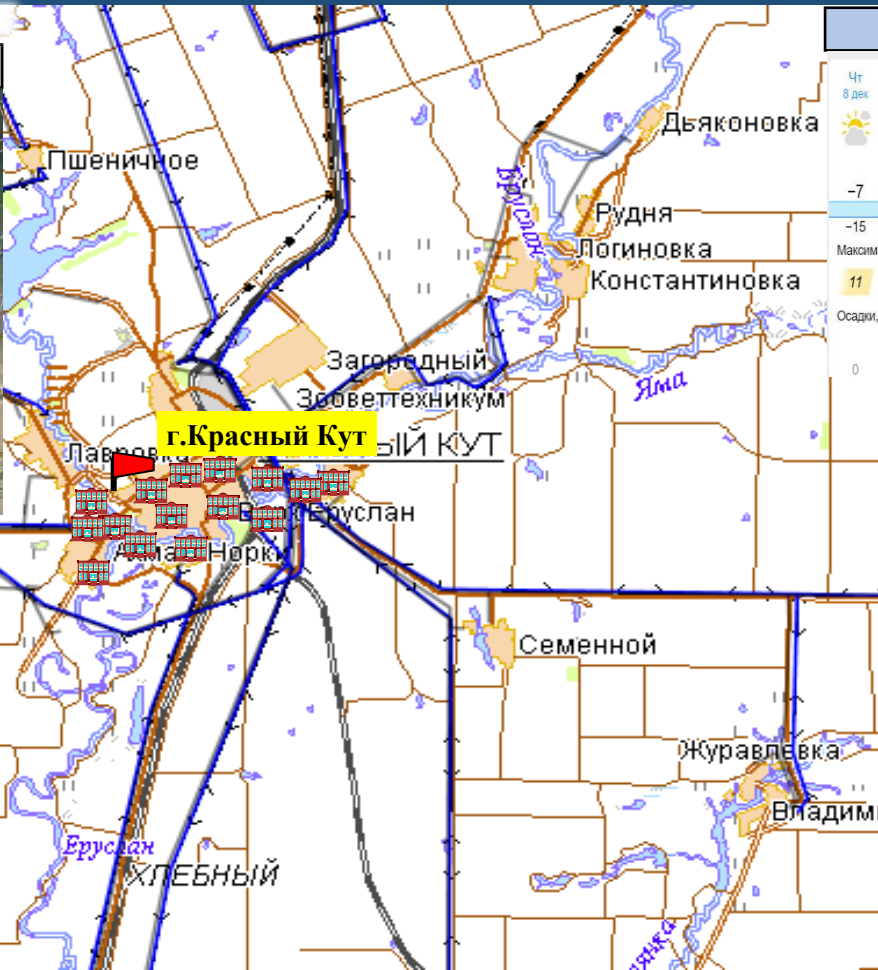 Чт
8 дек
Дьяконовка
Пшеничное
Еруслан
−7
Рудня
−15
Логиновка
Максим
Константиновка
11
Осадки,
Загородный
0
Яма
Зооветтехникум
г.Красный Кут
ЫЙ КУТ
Лавровка
Еруслан
Норки
Семенной
Журавлевка
Владими
Еруслан
ХЛЕБНЫЙ